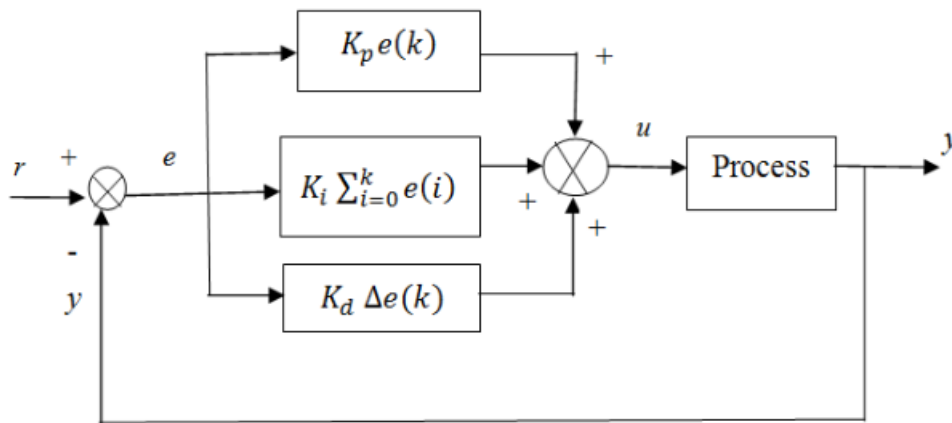 K_p e(k)
+
r
+
e
K_i ∑_{i=0}^{k} e(i)
+
u
Process
y
-
y
K_d Δe(k)
+